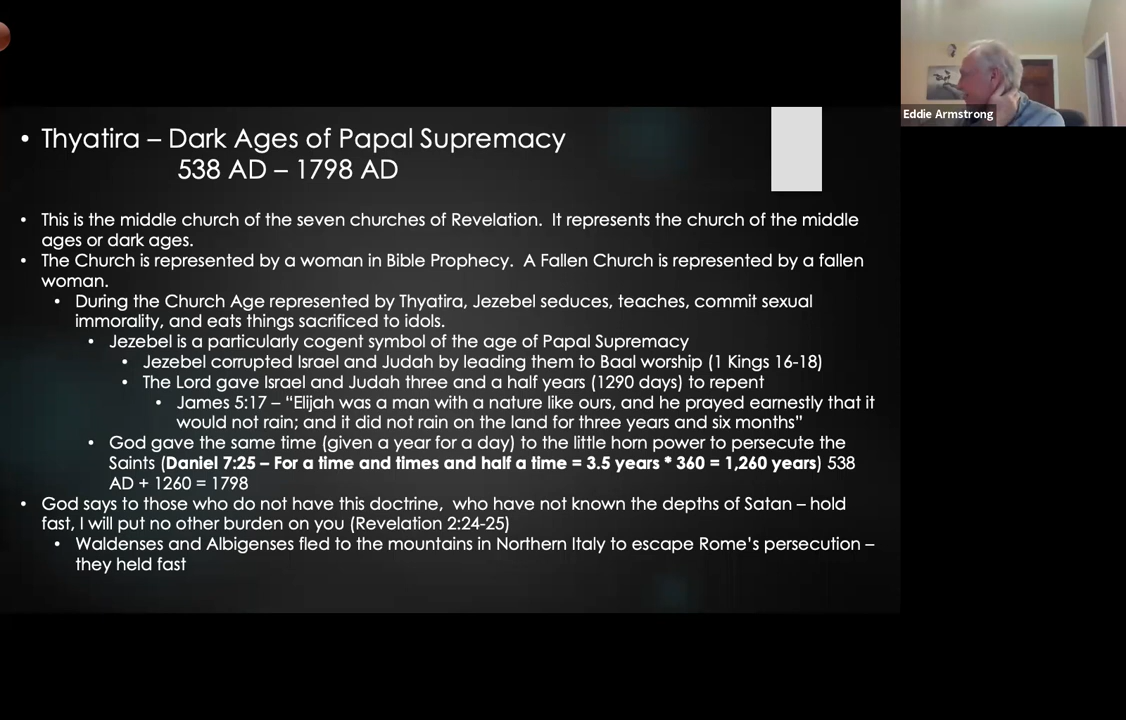 • Thyatira – Dark Ages of Papal Supremacy
538 AD – 1798 AD
• This is the middle church of the seven churches of Revelation.  It represents the church of the middle
ages or dark ages.
• The Church is represented by a woman in Bible Prophecy.  A Fallen Church is represented by a fallen
woman.
• During the Church Age represented by Thyatira, Jezebel seduces, teaches, commit sexual
immorality, and eats things sacrificed to idols.
• Jezebel is a particularly cogent symbol of the age of Papal Supremacy
• Jezebel corrupted Israel and Judah by leading them to Baal worship (1 Kings 16-18)
• The Lord gave Israel and Judah three and a half years (1290 days) to repent
• James 5:17 – “Elijah was a man with a nature like ours, and he prayed earnestly that it
would not rain; and it did not rain on the land for three years and six months”
• God gave the same time (given a year for a day) to the little horn power to persecute the
Saints (Daniel 7:25 – For a time and times and half a time = 3.5 years * 360 = 1,260 years) 538
AD + 1260 = 1798
• God says to those who do not have this doctrine,  who have not known the depths of Satan – hold
fast, I will put no other burden on you (Revelation 2:24-25)
• Waldenses and Albigenses fled to the mountains in Northern Italy to escape Rome’s persecution –
they held fast
Eddie Armstrong